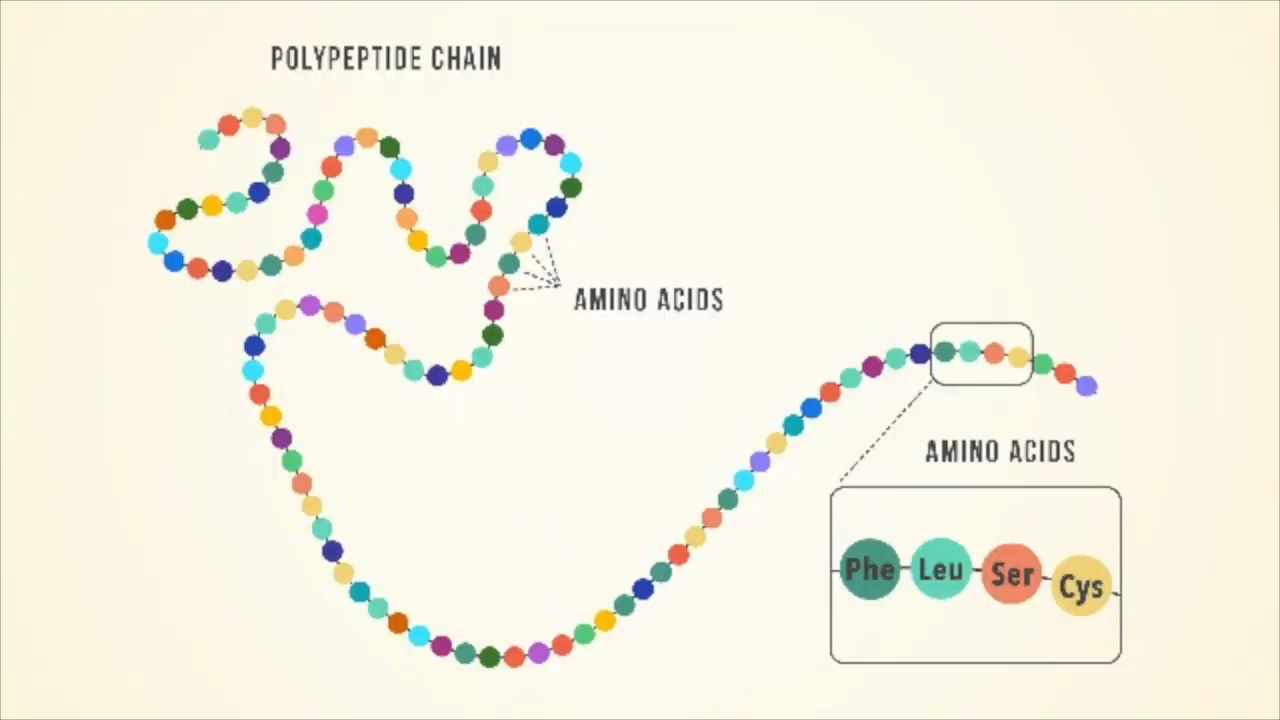 POLYPEPTIDE CHAIN
AMINO ACIDS
AMINO ACIDS
Phe Leu Ser Cys